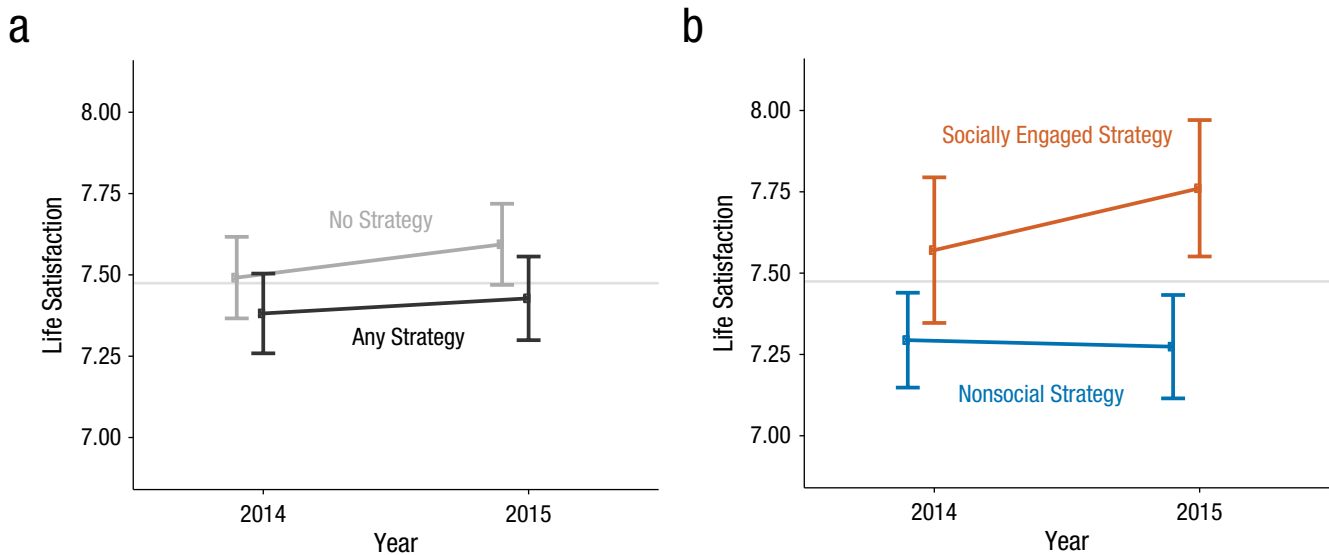 a
8.00
7.75
7.50
7.25
7.00
Life Satisfaction
No Strategy
Any Strategy
2014
2015
Year
b
8.00
7.75
7.50
7.25
7.00
Life Satisfaction
Socially Engaged Strategy
Nonsocial Strategy
2014
2015
Year